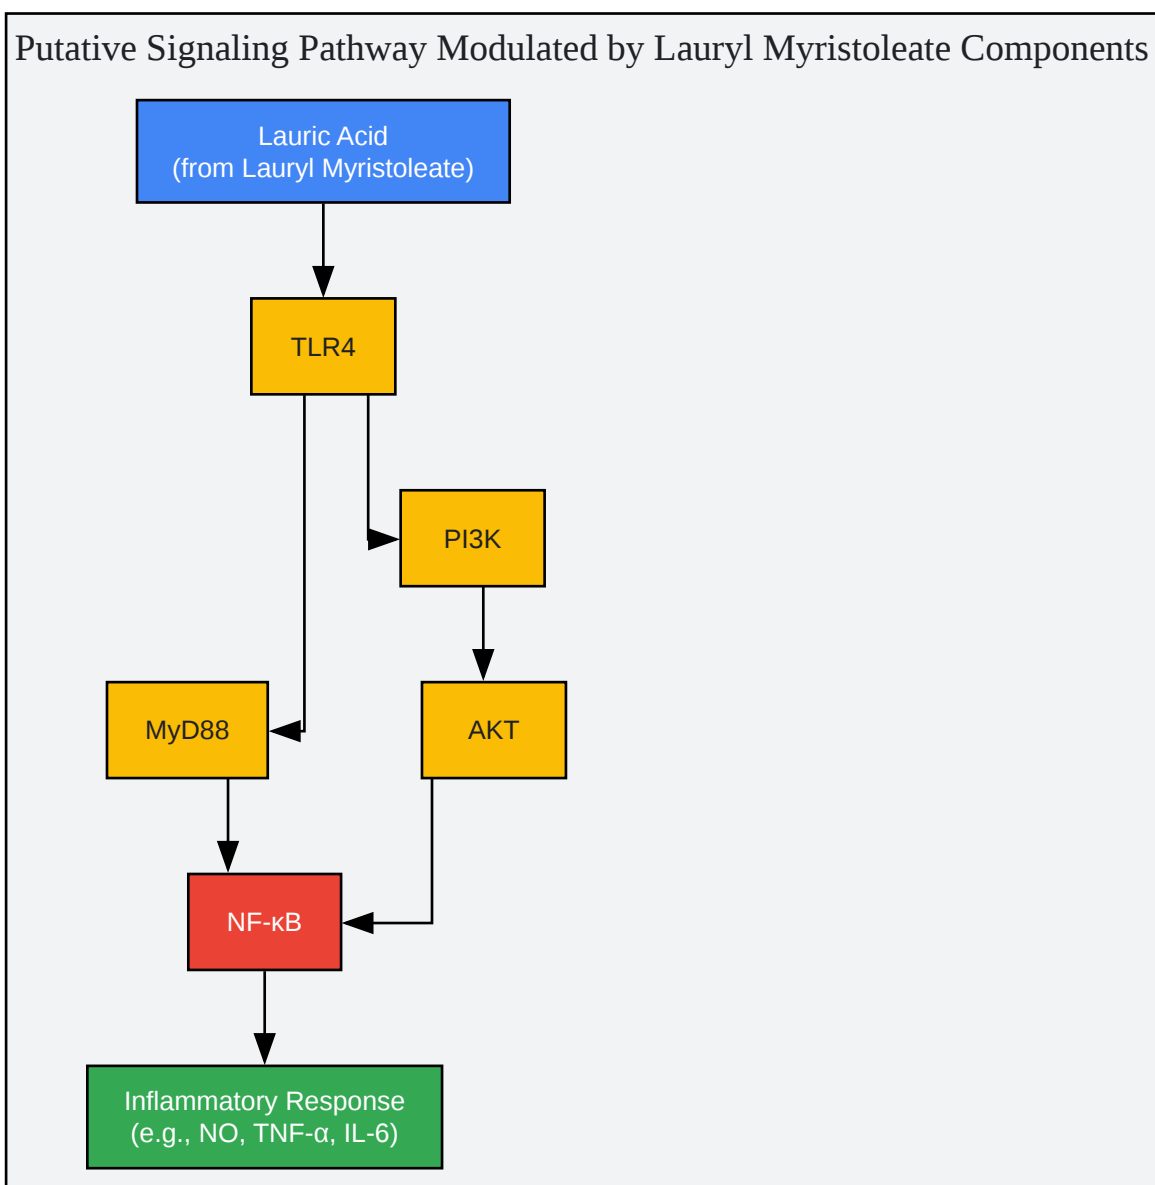 Putative Signaling Pathway Modulated by Lauryl Myristoleate Components
Lauric Acid
(from Lauryl Myristoleate)
TLR4
PI3K
MyD88
AKT
NF-κB
Inflammatory Response
(e.g., NO, TNF-α, IL-6)